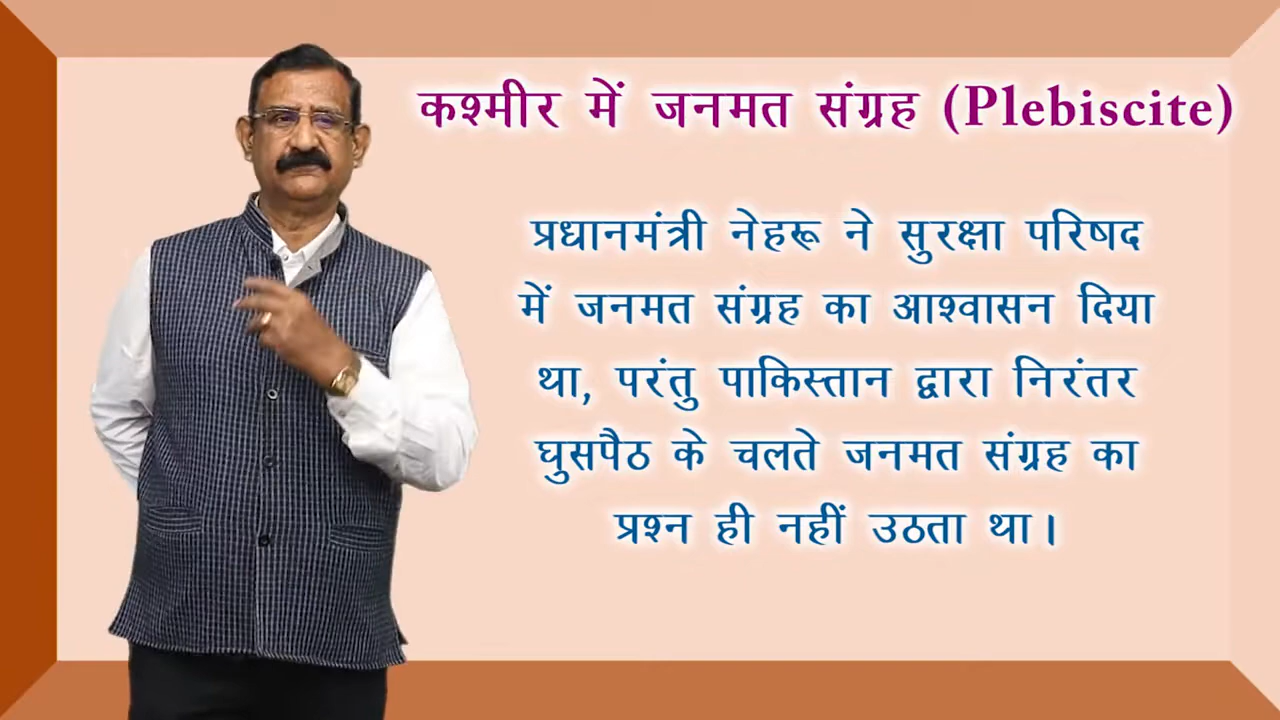 कश्मीर में जनमत संग्रह (Plebiscite)
प्रधानमंत्री नेहरू ने सुरक्षा परिषद
में जनमत संग्रह का आश्वासन दिया
था, परंतु पाकिस्तान द्वारा निरंतर
घुसपैठ के चलते जनमत संग्रह का
प्रश्न ही नहीं उठता था।